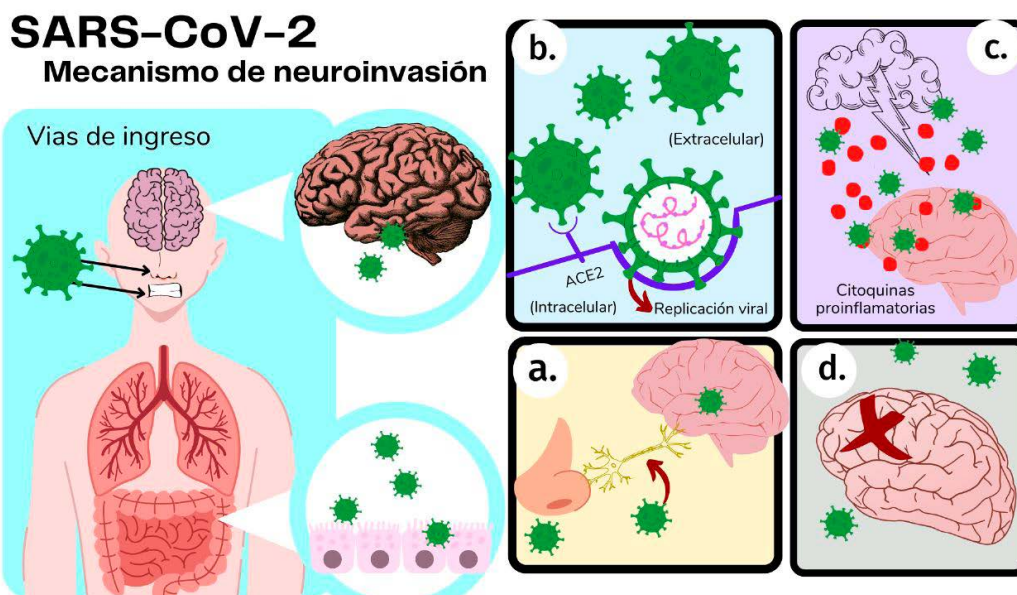 SARS-CoV-2
Mecanismo de neuroinvasión
Vias de ingreso
b.
(Extracelular)
ACE2
(Intracelular)
Replicación viral
c.
Citoquinas
proinflamatorias
a.
d.